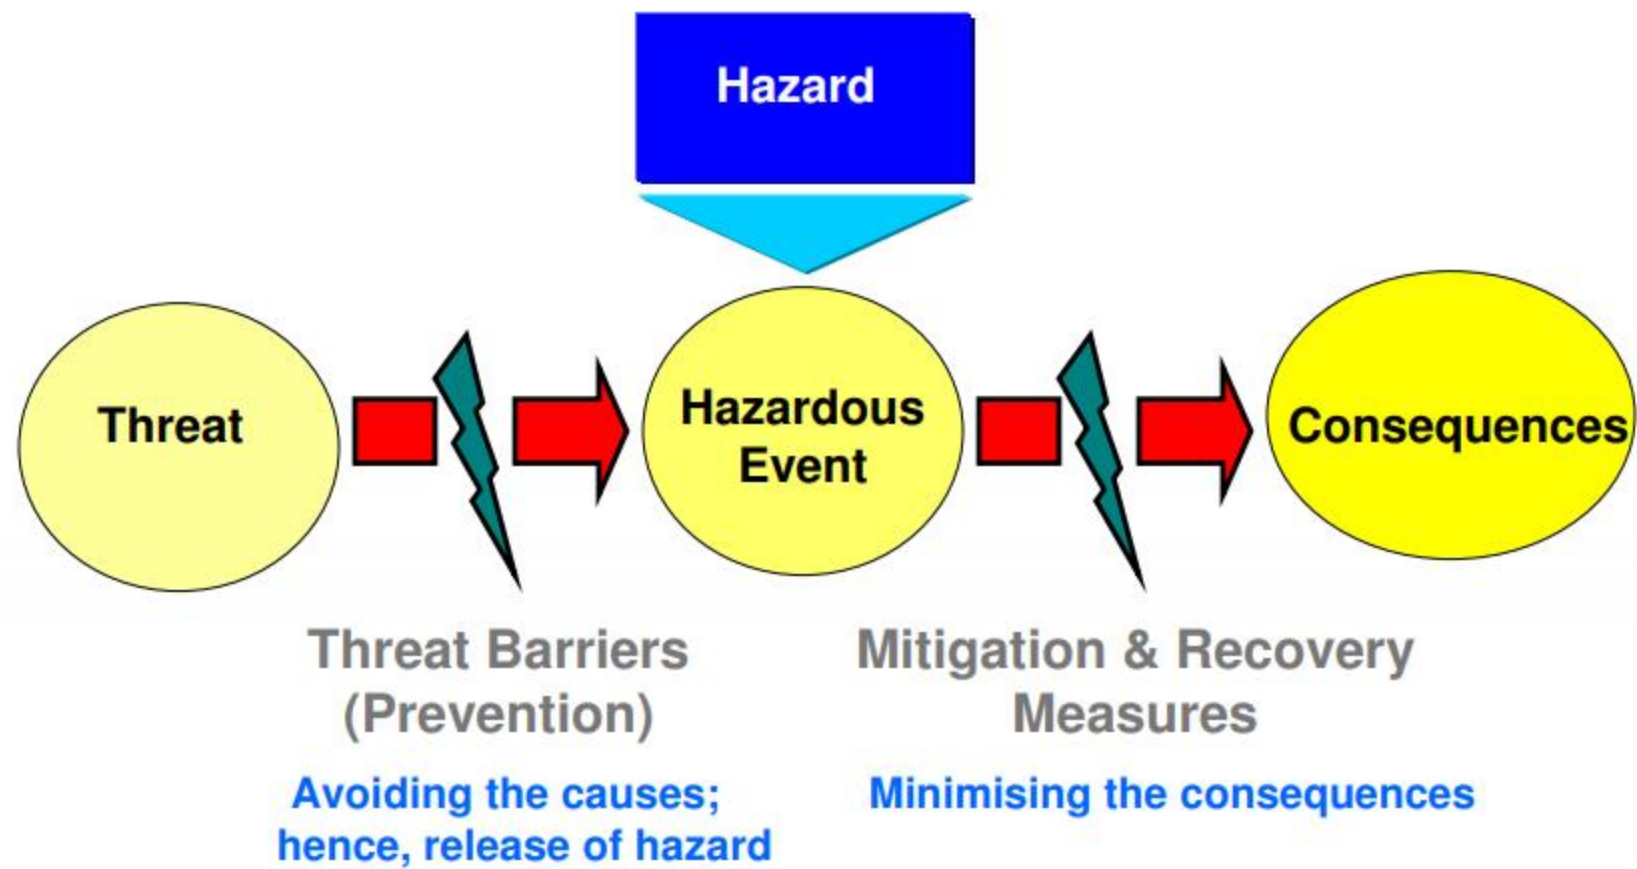 Hazard
Threat
Hazardous
Event
Consequences
Threat Barriers
(Prevention)
Mitigation & Recovery
Measures
Avoiding the causes;
hence, release of hazard
Minimising the consequences